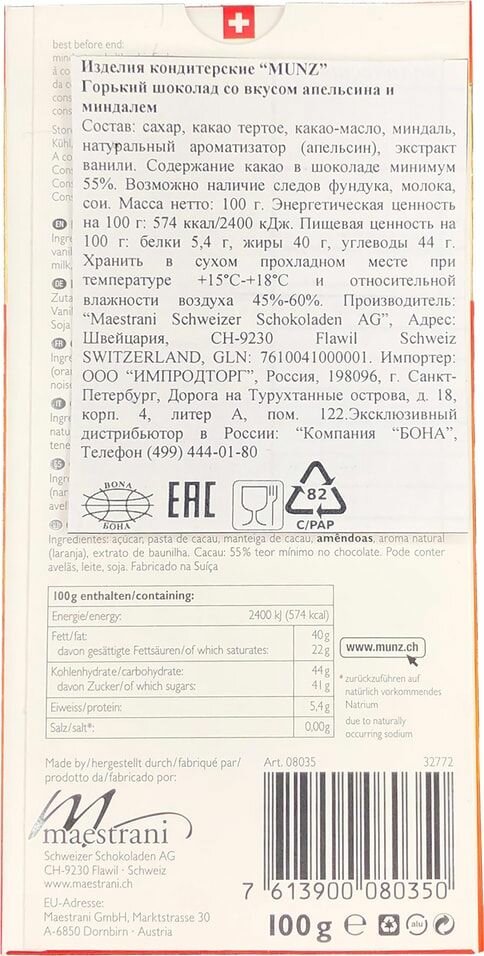 best before end:
Изделия кондитерские “MUNZ”
Горький шоколад со вкусом апельсина и
миндалем
Состав: сахар, какао тертое, какао-масло, миндаль,
натуральный ароматизатор (апельсин), экстракт
ванили. Содержание какао в шоколаде минимум
55%. Возможно наличие следов фундука, молока,
сои. Масса нетто: 100 г. Энергетическая ценность
на 100 г: 574 ккал/2400 кДж. Пищевая ценность на
100 г: белки 5,4 г, жиры 40 г, углеводы 44 г.
Хранить в сухом прохладном месте при
температуре +15°C-+18°C и относительной
влажности воздуха 45%-60%. Производитель:
“Maestrani Schweizer Schokoladen AG”, Адрес:
Швейцария, CH-9230 Flawil Schweiz
SWITZERLAND, GLN: 7610041000001. Импортер:
ООО “ИМПРОДТОРГ”, Россия, 198096, г. Санкт-
Петербург, Дорога на Турухтанные острова, д. 18,
корп. 4, литер А, пом. 122.Эксклюзивный
дистрибьютор в России: “Компания “БОНА”,
Телефон (499) 444-01-80
BONA
БОНА
EAC
82
C/PAP
EN
DE
FR
ES
Ingredientes: açúcar, pasta de cacau, manteiga de cacau, amêndoas, aroma natural
(laranja), extrato de baunilha. Cacau: 55% teor mínimo no chocolate. Pode conter
avelãs, leite, soja. Fabricado na Suíça
100g enthalten/containing:
Energie/energy: 2400 kJ (574 kcal)
Fett/fat: 40g
davon gesättigte Fettsäuren/of which saturates: 22g
Kohlenhydrate/carbohydrate: 44g
davon Zucker/of which sugars: 41g
Eiweiss/protein: 5,4g
Salz/salt*: 0,00g
www.munz.ch
* zurückzuführen auf
natürlich vorkommendes
Natrium
due to naturally
occurring sodium
Made by/hergestellt durch/fabriqué par/
prodotto da/fabricado por:
maestrani
Schweizer Schokoladen AG
CH-9230 Flawil · Schweiz
www.maestrani.ch
EU-Adresse:
Maestrani GmbH, Marktstrasse 30
A-6850 Dornbirn · Austria
Art. 08035 32772
7 613900 080350
100g e alu